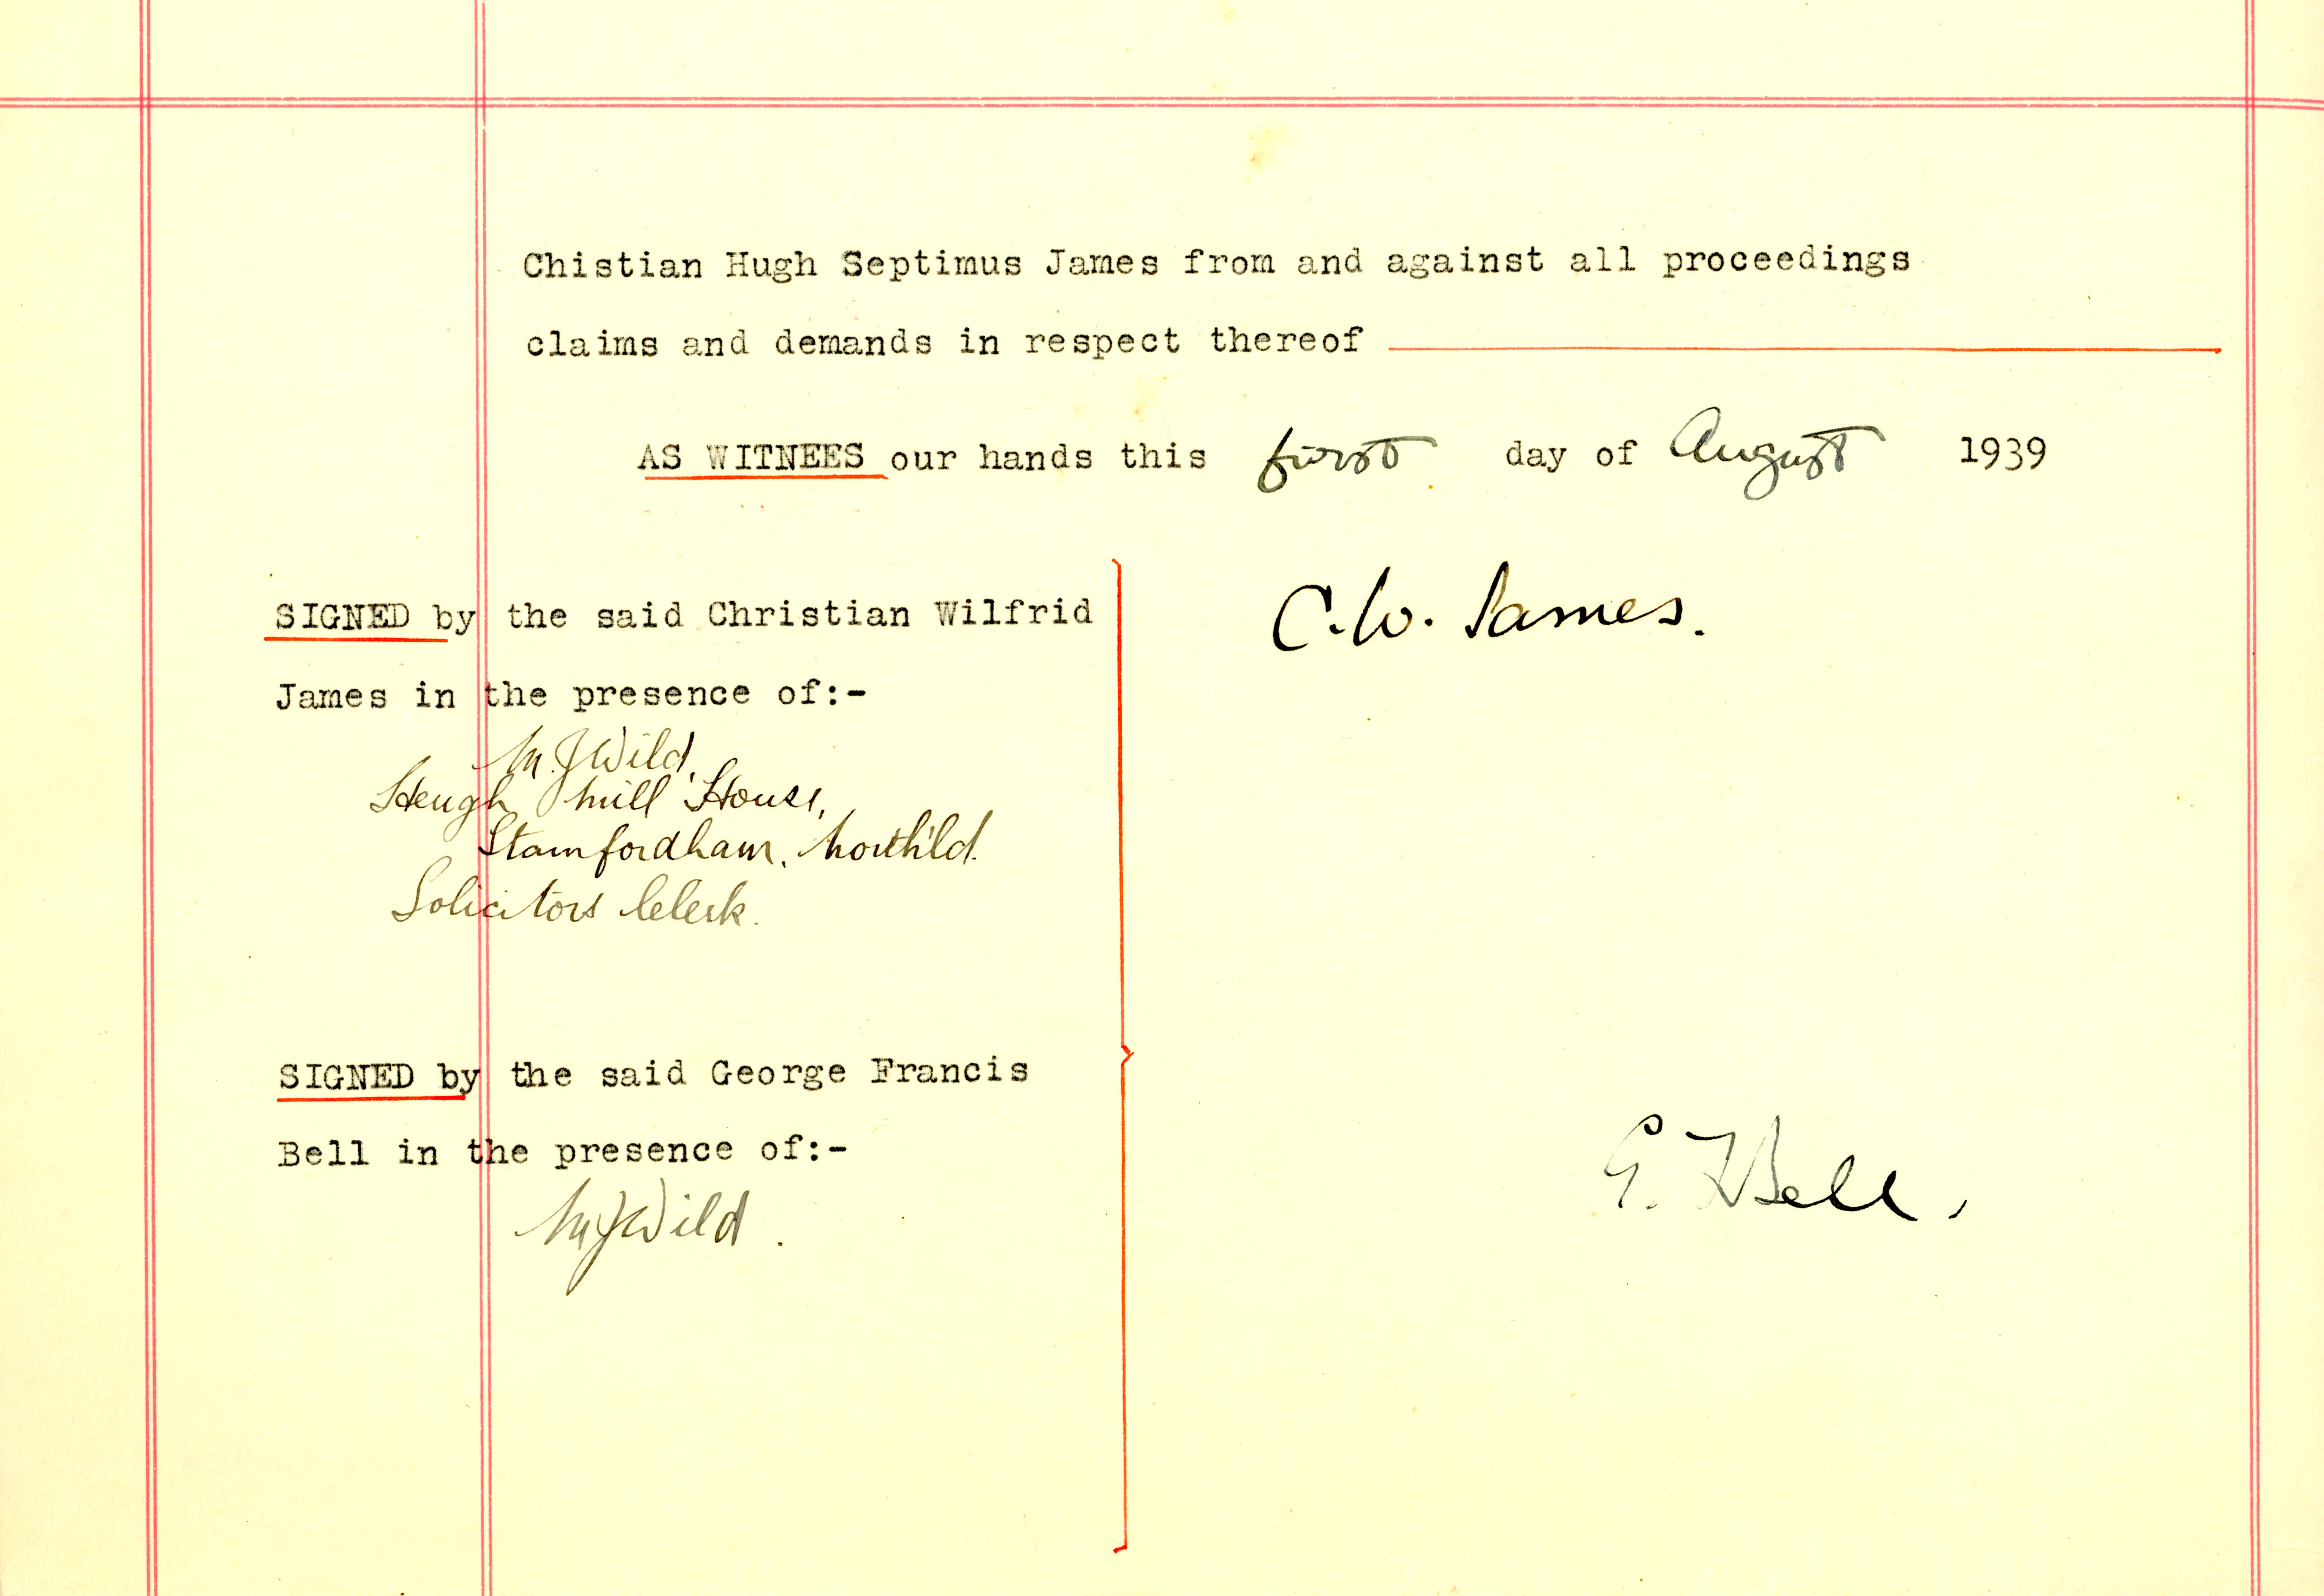 Chistian Hugh Septimus James from and against all proceedings
claims and demands in respect thereof
AS WITNEES our hands this first day of August 1939
SIGNED by the said Christian Wilfrid
C. W. James.
James in the presence of:-
M. J Wild,
Heugh Mill House,
Stamfordham, Northld.
Solicitors Clerk.
SIGNED by the said George Francis
Bell in the presence of:-
G. F Bell,
M J Wild.